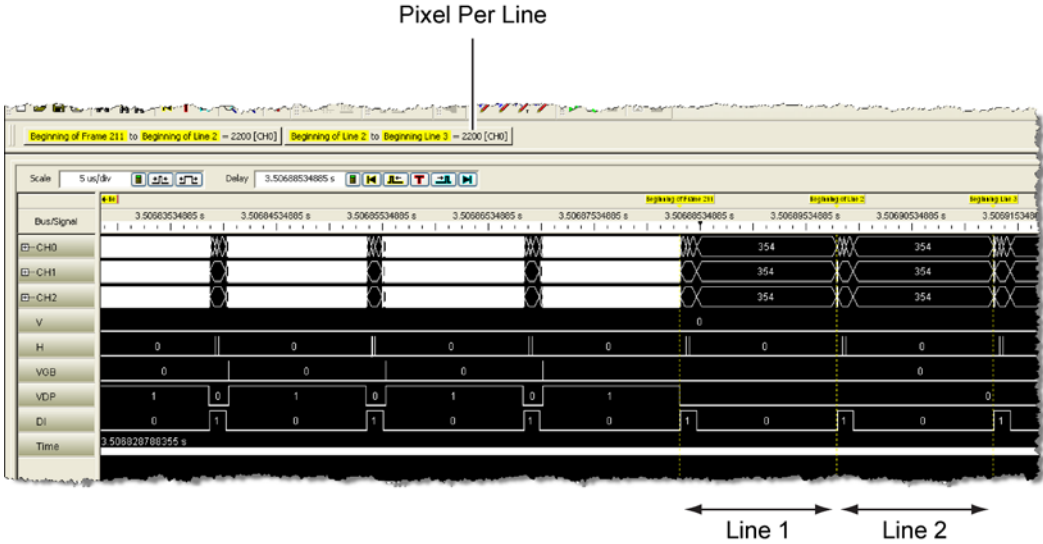 Pixel Per Line
Beginning of Frame 211 to Beginning of Line 2 = 2200 [CH0] Beginning of Line 2 to Beginning Line 3 = 2200 [CH0]
Scale 5 us/div Delay 3.50688534885 s T
Beginning of Frame 211 Beginning of Line 2 Beginning Line 3
Bus/Signal 3.50683534885 s 3.50684534885 s 3.50685534885 s 3.50686534885 s 3.50687534885 s 3.50688534885 s 3.50689534885 s 3.50690534885 s 3.50691534885
CH0 354 354
CH1 354 354
CH2 354 354
V 0
H 0 0 0 0 0 0
VGB 0 0 0 0
VDP 1 0 1 0 1 0 1 0
DI 0 1 0 1 0 1 0 1 0 1 0 1
Time 3.506828788355 s
Line 1 Line 2